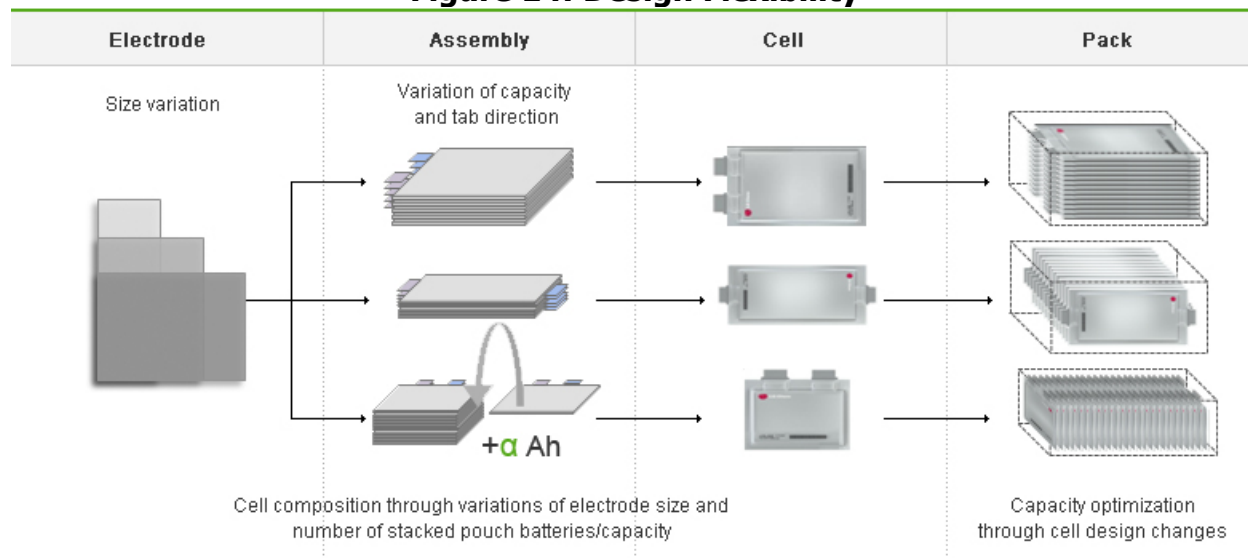 Electrode
Assembly
Cell
Pack
Size variation
Variation of capacity
and tab direction
+α Ah
Cell composition through variations of electrode size and
number of stacked pouch batteries/capacity
Capacity optimization
through cell design changes